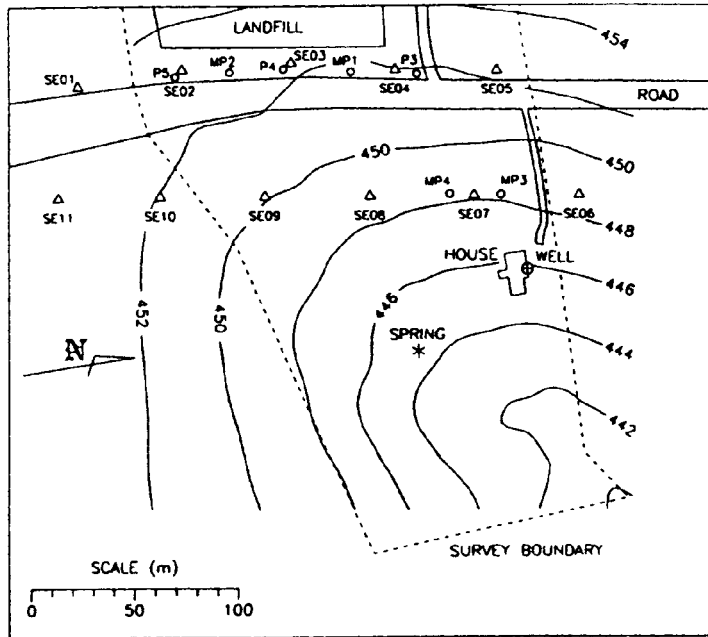 LANDFILL
454
SE01
P5
SE02
MP2
P4
SE03
MP1
P3
SE04
SE05
ROAD
450
450
SE11
SE10
SE09
SE08
MP4
SE07
MP3
SE06
448
HOUSE
WELL
446
446
452
450
SPRING
444
N
442
SURVEY BOUNDARY
SCALE (m)
0 50 100